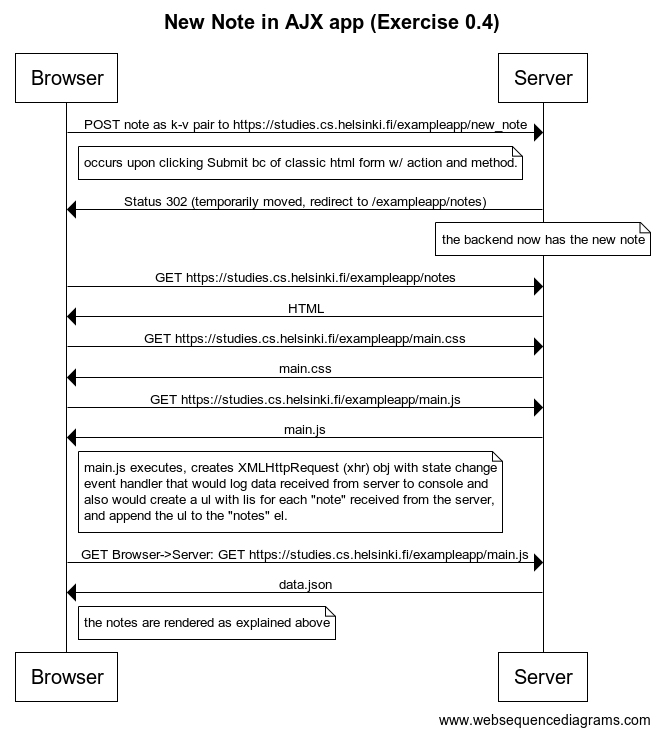 New Note in AJX app (Exercise 0.4)
Browser
Server
POST note as k-v pair to https://studies.cs.helsinki.fi/exampleapp/new_note
occurs upon clicking Submit bc of classic html form w/ action and method.
Status 302 (temporarily moved, redirect to /exampleapp/notes)
the backend now has the new note
GET https://studies.cs.helsinki.fi/exampleapp/notes
HTML
GET https://studies.cs.helsinki.fi/exampleapp/main.css
main.css
GET https://studies.cs.helsinki.fi/exampleapp/main.js
main.js
main.js executes, creates XMLHttpRequest (xhr) obj with state change
event handler that would log data received from server to console and
also would create a ul with lis for each "note" received from the server,
and append the ul to the "notes" el.
GET Browser->Server: GET https://studies.cs.helsinki.fi/exampleapp/main.js
data.json
the notes are rendered as explained above
Browser
Server
www.websequencediagrams.com